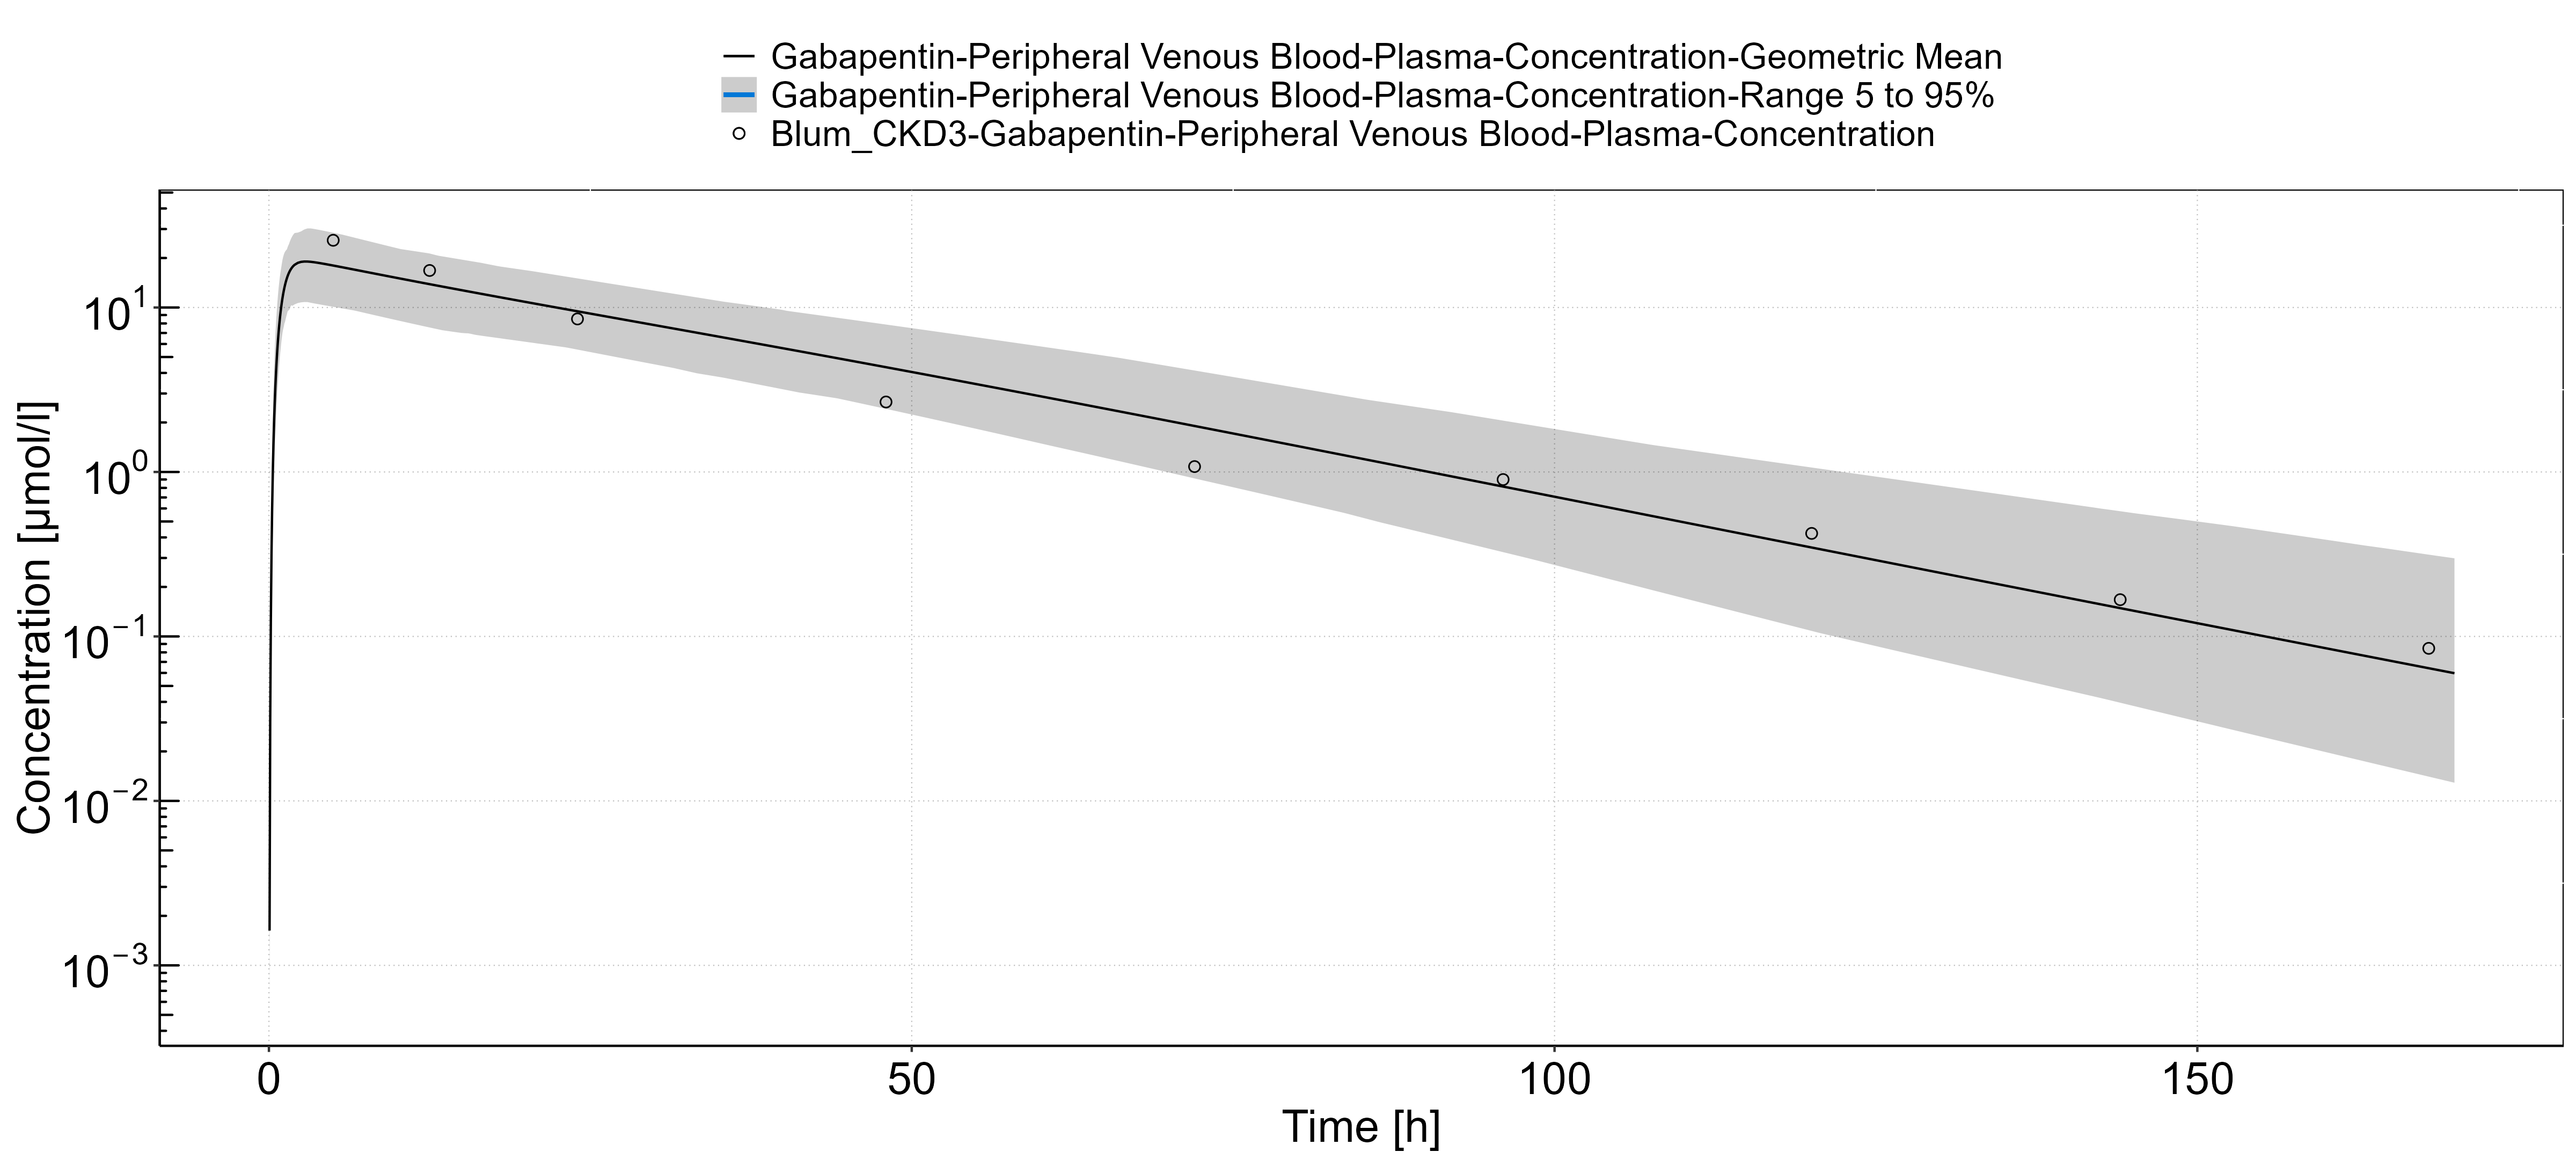 Gabapentin-Peripheral Venous Blood-Plasma-Concentration-Geometric Mean
Gabapentin-Peripheral Venous Blood-Plasma-Concentration-Range 5 to 95%
Blum_CKD3-Gabapentin-Peripheral Venous Blood-Plasma-Concentration
Concentration [µmol/l]
10¹
10⁰
10⁻¹
10⁻²
10⁻³
0 50 100 150
Time [h]